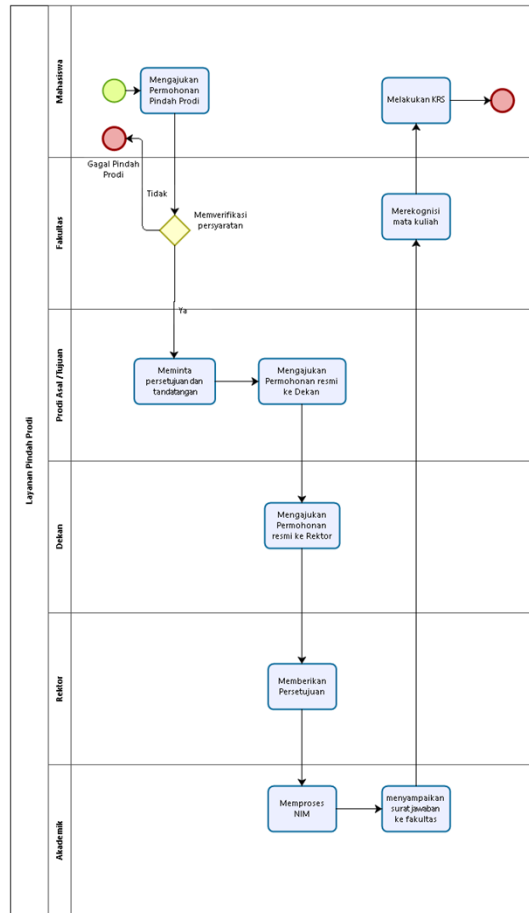 Layanan Pindah Prodi
Mahasiswa
Mengajukan
Permohonan
Pindah Prodi
Melakukan KRS
Gagal Pindah
Prodi
Fakultas
Tidak
Memverifikasi
persyaratan
Merekognisi
mata kuliah
Ya
Prodi Asal /Tujuan
Meminta
persetujuan dan
tandatangan
Mengajukan
Permohonan resmi
ke Dekan
Dekan
Mengajukan
Permohonan
resmi ke Rektor
Rektor
Memberikan
Persetujuan
Akademik
Memproses
NIM
menyampaikan
surat jawaban
ke fakultas